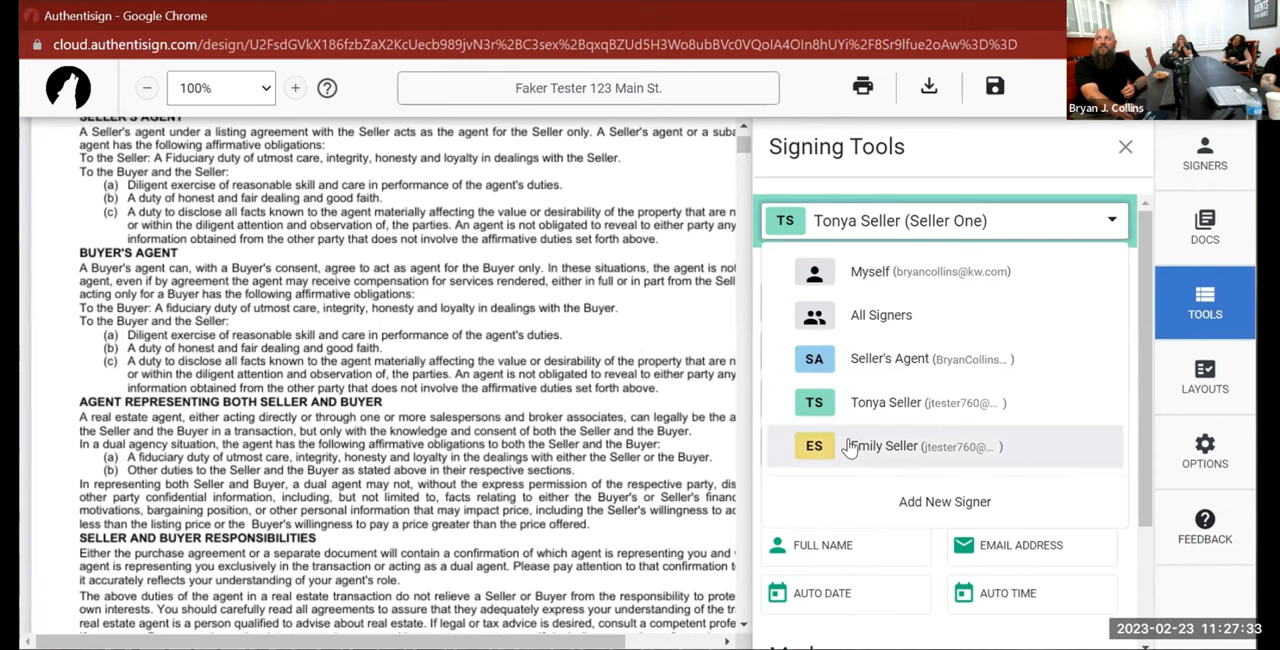 Authentisign - Google Chrome
cloud.authentisign.com/design/U2FsdGVkX186fzbZaX2KcUecb989jvN3r%2BC3sex%2BqxqBZUd5H3Wo8ubBVc0VQoIA4OIn8hUYi%2F8Sr9lfue2oAw%3D%3D
100%
Faker Tester 123 Main St.
Bryan J. Collins
SELLER'S AGENT
A Seller's agent under a listing agreement with the Seller acts as the agent for the Seller only. A Seller's agent or a suba
agent has the following affirmative obligations:
To the Seller: A Fiduciary duty of utmost care, integrity, honesty and loyalty in dealings with the Seller.
To the Buyer and the Seller:
(a) Diligent exercise of reasonable skill and care in performance of the agent's duties.
(b) A duty of honest and fair dealing and good faith.
(c) A duty to disclose all facts known to the agent materially affecting the value or desirability of the property that are n
or within the diligent attention and observation of, the parties. An agent is not obligated to reveal to either party any
information obtained from the other party that does not involve the affirmative duties set forth above.
BUYER'S AGENT
A Buyer's agent can, with a Buyer's consent, agree to act as agent for the Buyer only. In these situations, the agent is not
agent, even if by agreement the agent may receive compensation for services rendered, either in full or in part from the Sell
acting only for a Buyer has the following affirmative obligations:
To the Buyer: A fiduciary duty of utmost care, integrity, honesty and loyalty in dealings with the Buyer.
To the Buyer and the Seller:
(a) Diligent exercise of reasonable skill and care in performance of the agent's duties.
(b) A duty of honest and fair dealing and good faith.
(c) A duty to disclose all facts known to the agent materially affecting the value or desirability of the property that are n
or within the diligent attention and observation of, the parties. An agent is not obligated to reveal to either party any
information obtained from the other party that does not involve the affirmative duties set forth above.
AGENT REPRESENTING BOTH SELLER AND BUYER
A real estate agent, either acting directly or through one or more salespersons and broker associates, can legally be the a
the Seller and the Buyer in a transaction, but only with the knowledge and consent of both the Seller and the Buyer.
In a dual agency situation, the agent has the following affirmative obligations to both the Seller and the Buyer:
(a) A fiduciary duty of utmost care, integrity, honesty and loyalty in the dealings with either the Seller or the Buyer.
(b) Other duties to the Seller and the Buyer as stated above in their respective sections.
In representing both Seller and Buyer, a dual agent may not, without the express permission of the respective party, dis
other party confidential information, including, but not limited to, facts relating to either the Buyer's or Seller's financ
motivations, bargaining position, or other personal information that may impact price, including the Seller's willingness to ac
less than the listing price or the Buyer's willingness to pay a price greater than the price offered.
SELLER AND BUYER RESPONSIBILITIES
Either the purchase agreement or a separate document will contain a confirmation of which agent is representing you and
agent is representing you exclusively in the transaction or acting as a dual agent. Please pay attention to that confirmation t
it accurately reflects your understanding of your agent's role.
The above duties of the agent in a real estate transaction do not relieve a Seller or Buyer from the responsibility to prote
own interests. You should carefully read all agreements to assure that they adequately express your understanding of the tr
real estate agent is a person qualified to advise about real estate. If legal or tax advice is desired, consult a competent profe
Signing Tools
TS Tonya Seller (Seller One)
Myself (bryancollins@kw.com)
All Signers
SA Seller's Agent (BryanCollins... )
TS Tonya Seller (jtester760@... )
ES Emily Seller (jtester760@... )
Add New Signer
FULL NAME
EMAIL ADDRESS
AUTO DATE
AUTO TIME
SIGNERS
DOCS
TOOLS
LAYOUTS
OPTIONS
FEEDBACK
2023-02-23 11:27:33